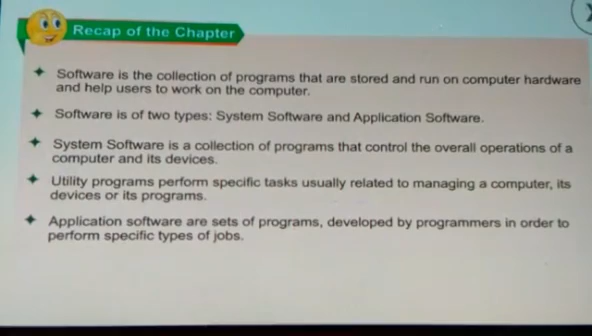 Recap of the Chapter
Software is the collection of programs that are stored and run on computer hardware
and help users to work on the computer.
Software is of two types: System Software and Application Software.
System Software is a collection of programs that control the overall operations of a
computer and its devices.
Utility programs perform specific tasks usually related to managing a computer, its
devices or its programs.
Application software are sets of programs, developed by programmers in order to
perform specific types of jobs.